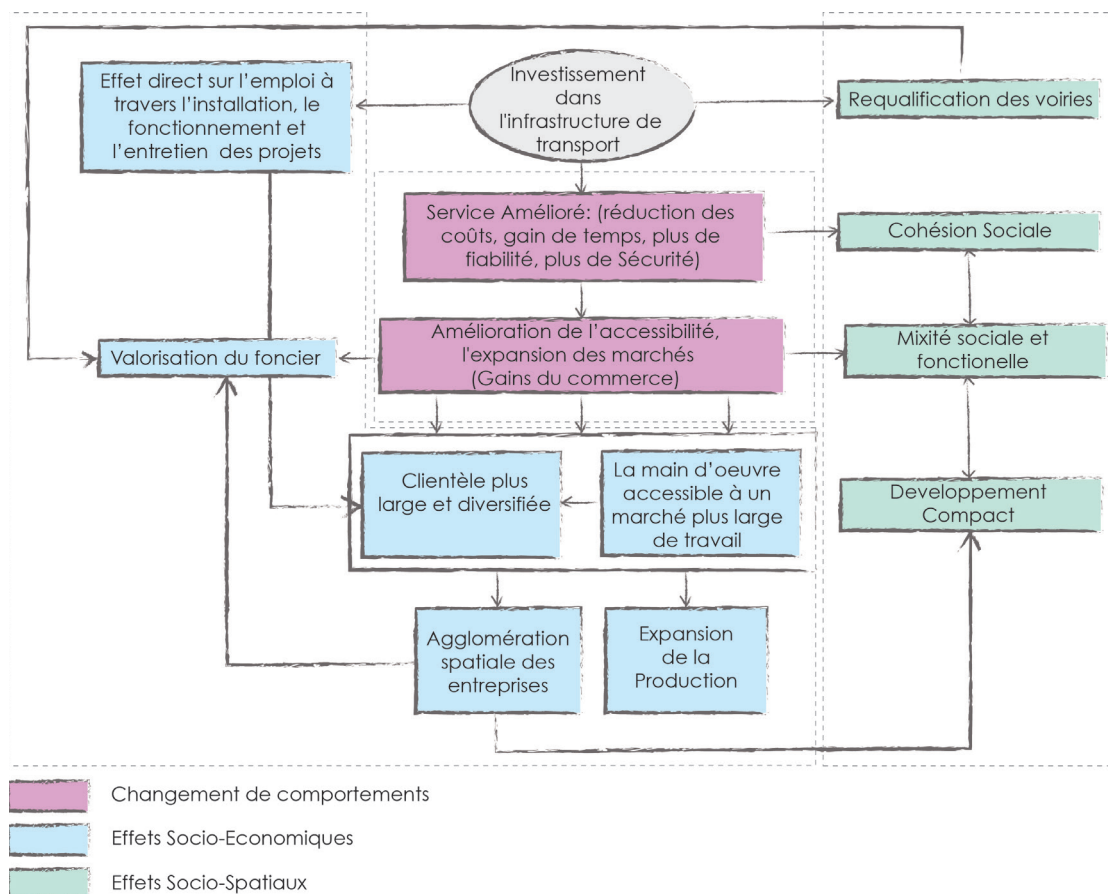 Effet direct sur l'emploi à
travers l'installation, le
fonctionnement et
l'entretien des projets
Investissement
dans
l'infrastructure de
transport
Requalification des voiries
Service Amélioré: (réduction des
coûts, gain de temps, plus de
fiabilité, plus de Sécurité)
Cohésion Sociale
Valorisation du foncier
Amélioration de l'accessibilité,
l'expansion des marchés
(Gains du commerce)
Mixité sociale et
fonctionelle
Clientèle plus
large et diversifiée
La main d'oeuvre
accessible à un
marché plus large
de travail
Developpement
Compact
Agglomération
spatiale des
entreprises
Expansion
de la
Production
Changement de comportements
Effets Socio-Economiques
Effets Socio-Spatiaux